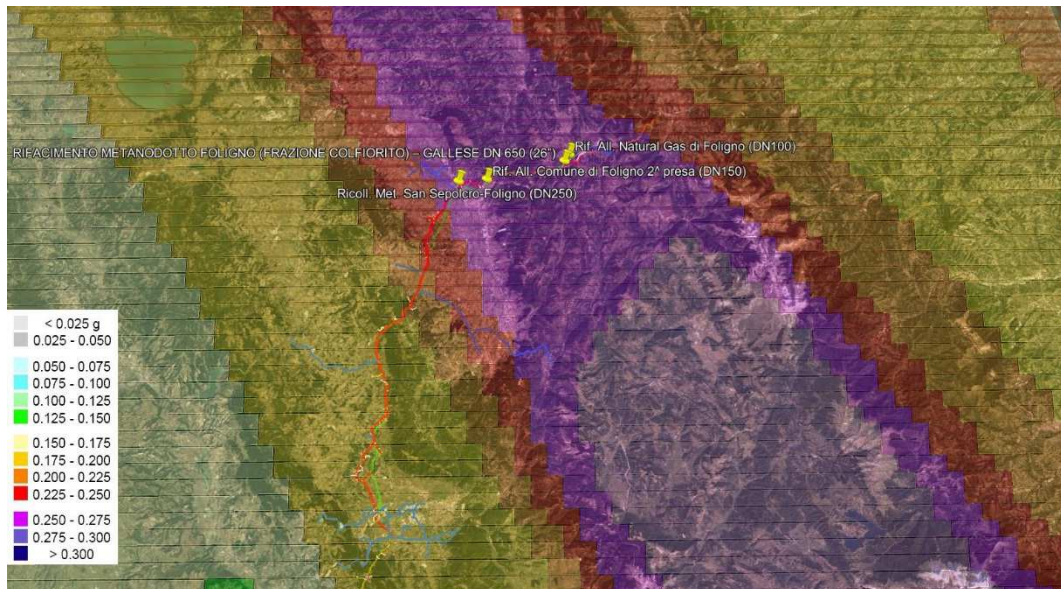 RIFACIMENTO METANODOTTO FOLIGNO (FRAZIONE COLFIORITO) – GALLESE DN 650 (26")
Rif. All. Natural Gas di Foligno (DN100)
Rif. All. Comune di Foligno 2^ presa (DN150)
Ricoll. Met. San Sepolcro-Foligno (DN250)
< 0.025 g
0.025 - 0.050
0.050 - 0.075
0.075 - 0.100
0.100 - 0.125
0.125 - 0.150
0.150 - 0.175
0.175 - 0.200
0.200 - 0.225
0.225 - 0.250
0.250 - 0.275
0.275 - 0.300
> 0.300